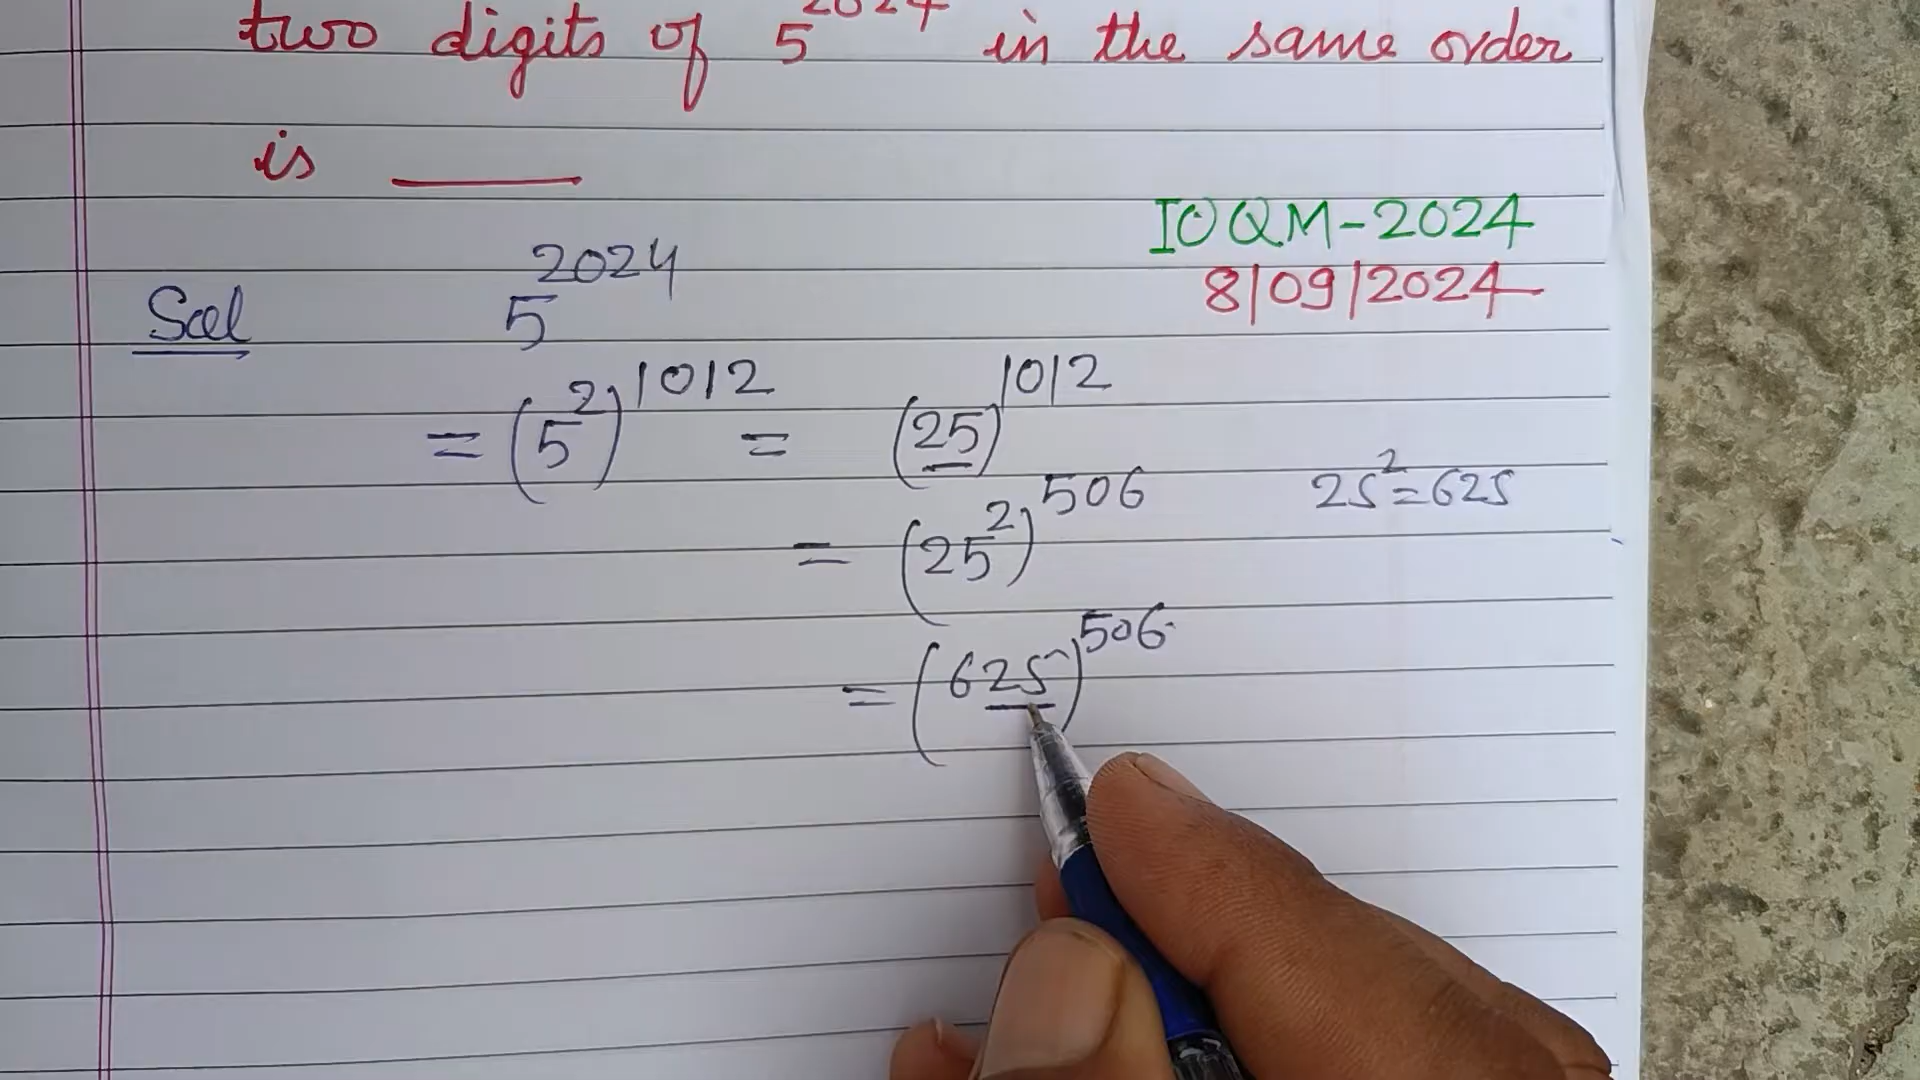 two digits of 5^2024 in the same order
is ____
IOQM-2024
8/09/2024
Sol 5^2024
= (5^2)^1012 = (25)^1012
= (25^2)^506 25^2=625
= (625)^506